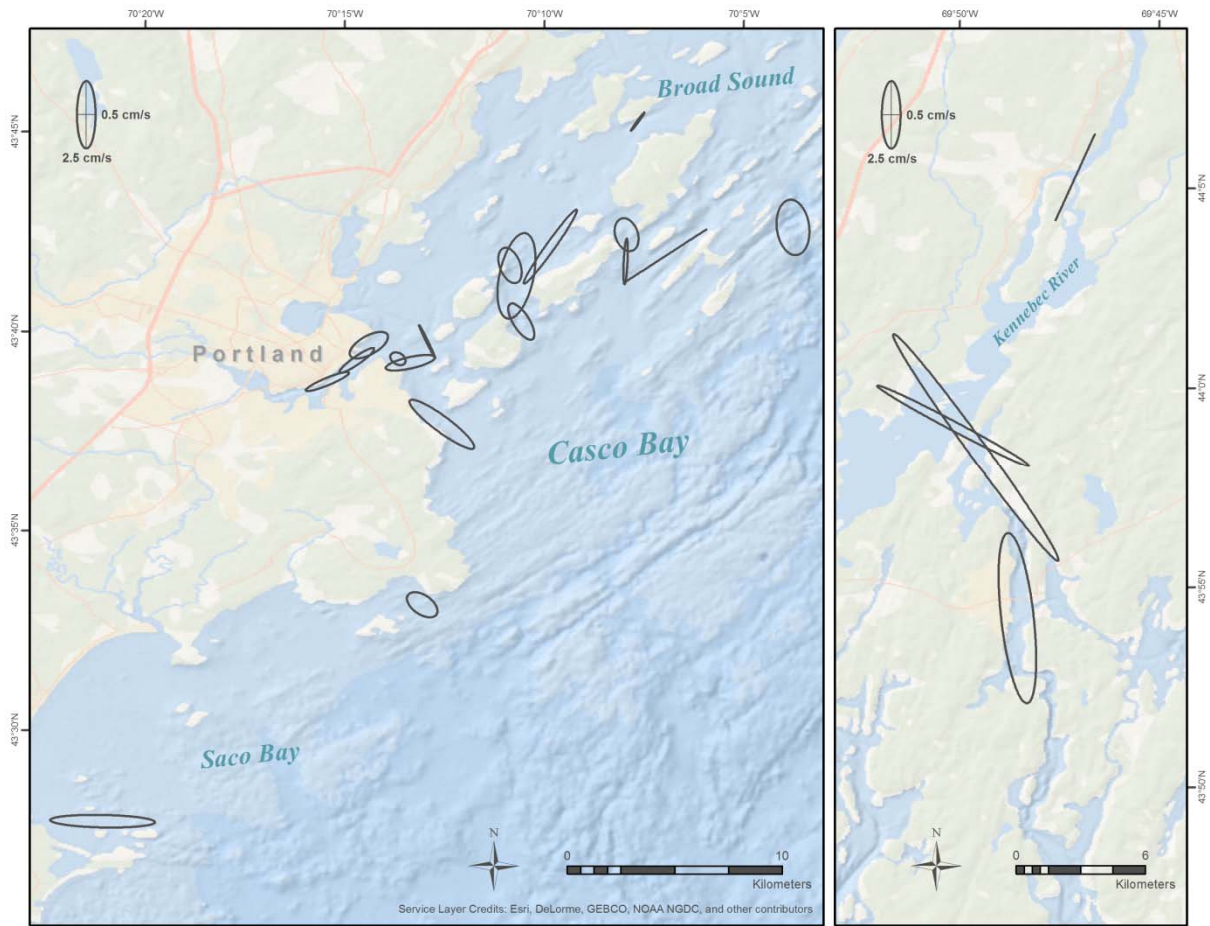 70°20'W
70°15'W
70°10'W
70°5'W
69°50'W
69°45'W
Broad Sound
0.5 cm/s
2.5 cm/s
0.5 cm/s
2.5 cm/s
43°45'N
44°5'N
Kennebec River
43°40'N
Portland
44°0'N
Casco Bay
43°35'N
43°55'N
43°30'N
Saco Bay
43°50'N
N
0
10
Kilometers
N
0
6
Kilometers
Service Layer Credits: Esri, DeLorme, GEBCO, NOAA NGDC, and other contributors